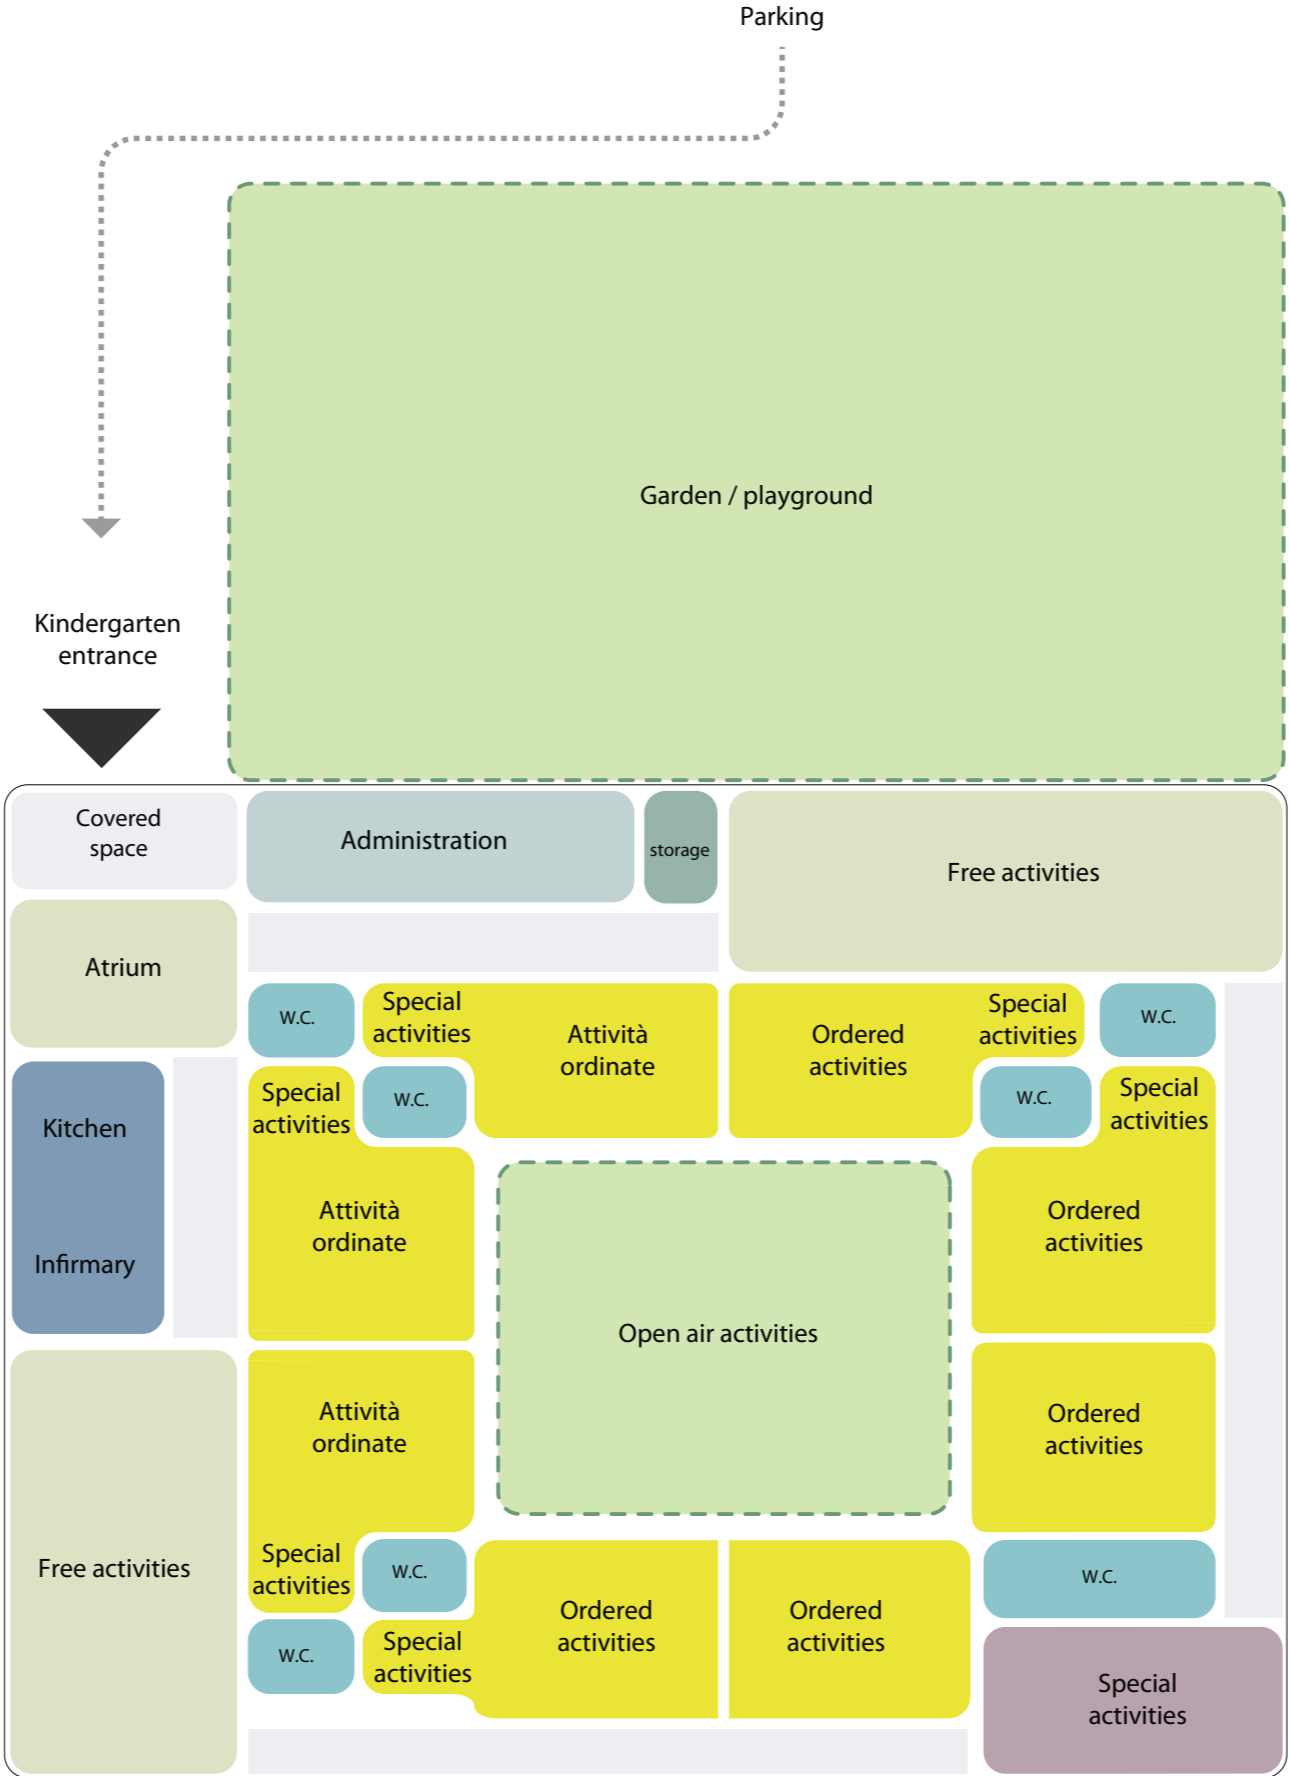 Parking
Garden / playground
Kindergarten
entrance
Covered
space
Administration
storage
Free activities
Atrium
W.C.
Special
activities
Attività
ordinate
Ordered
activities
Special
activities
W.C.
Kitchen
Infirmary
Special
activities
W.C.
W.C.
Special
activities
Attività
ordinate
Ordered
activities
Open air activities
Attività
ordinate
Ordered
activities
Free activities
Special
activities
W.C.
W.C.
W.C.
Special
activities
Ordered
activities
Ordered
activities
Special
activities